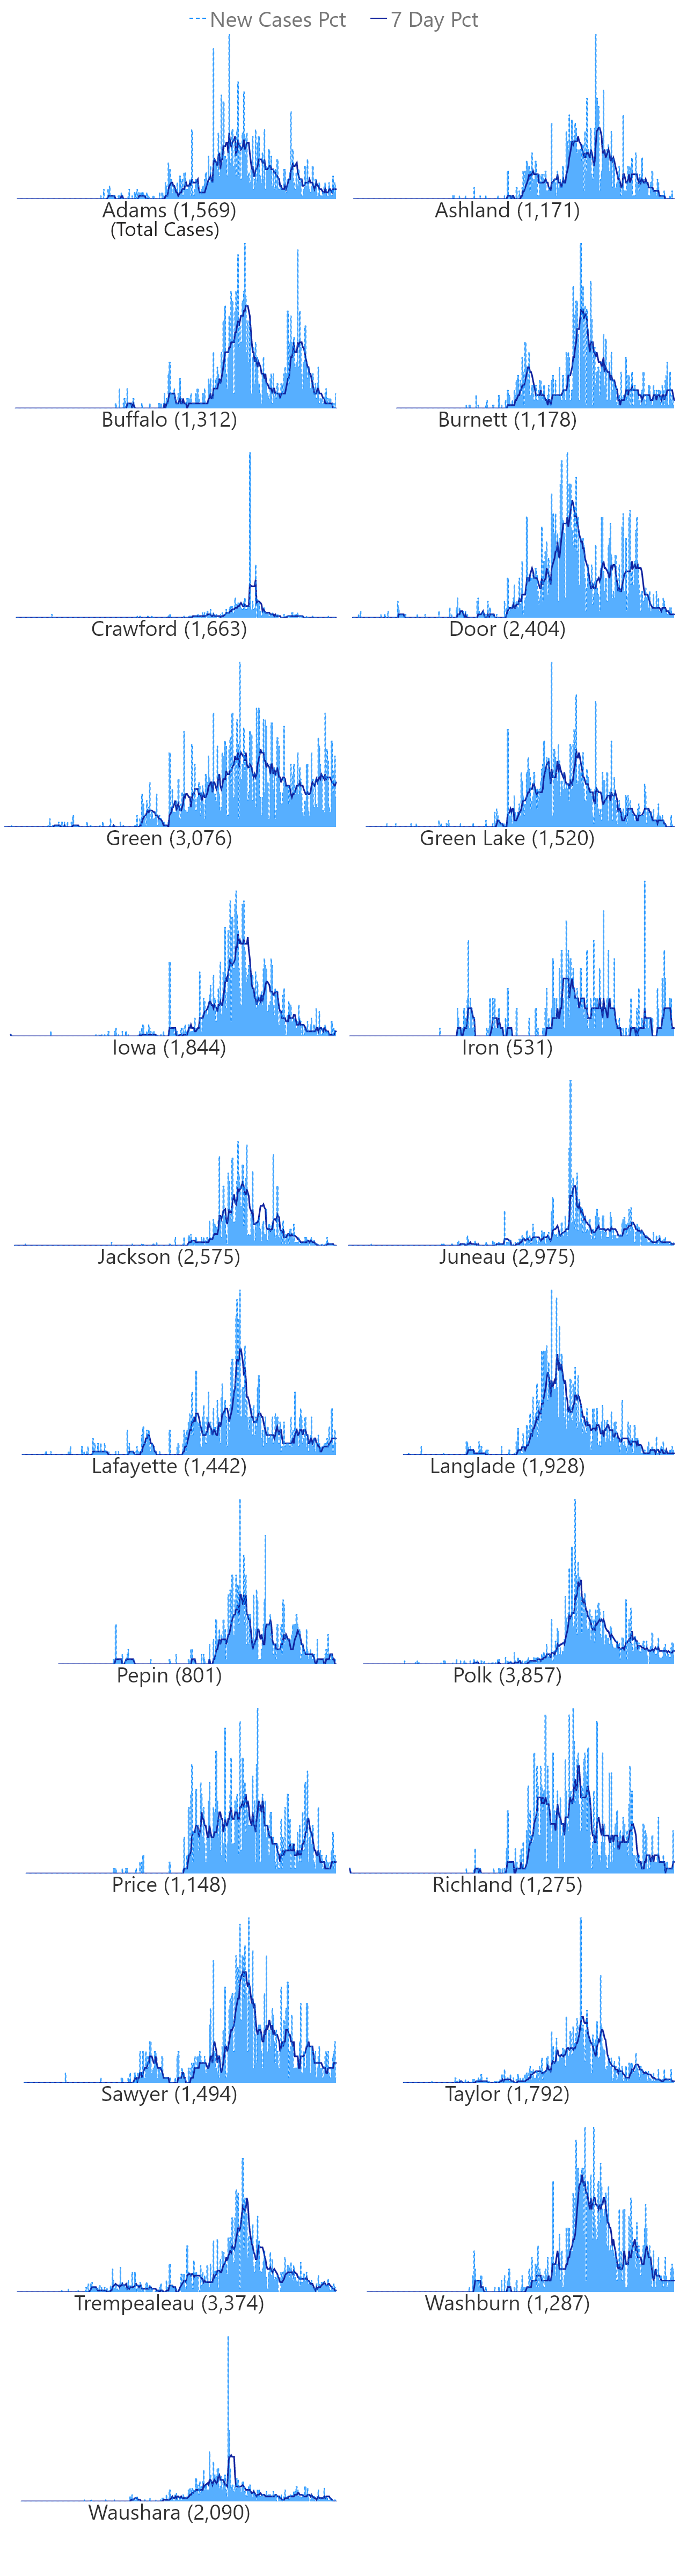 New Cases Pct 7 Day Pct
Adams (1,569) Ashland (1,171)
(Total Cases)
Buffalo (1,312) Burnett (1,178)
Crawford (1,663) Door (2,404)
Green (3,076) Green Lake (1,520)
Iowa (1,844) Iron (531)
Jackson (2,575) Juneau (2,975)
Lafayette (1,442) Langlade (1,928)
Pepin (801) Polk (3,857)
Price (1,148) Richland (1,275)
Sawyer (1,494) Taylor (1,792)
Trempealeau (3,374) Washburn (1,287)
Waushara (2,090)